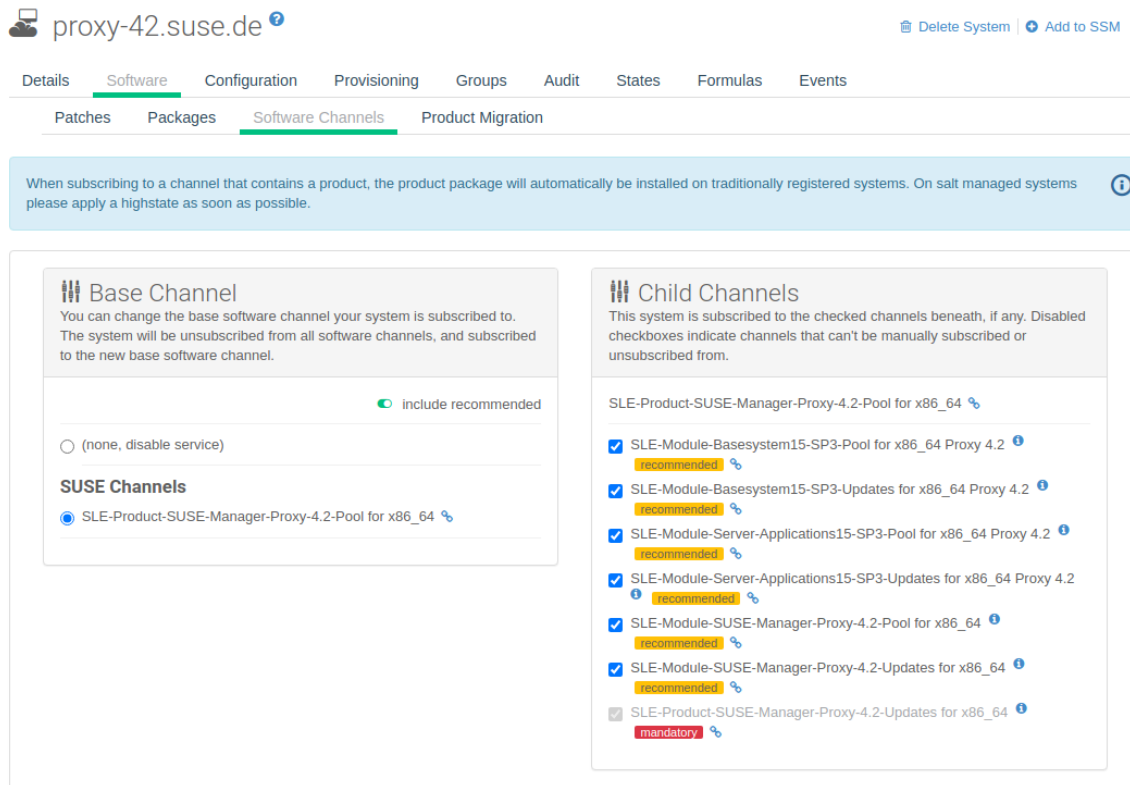 proxy-42.suse.de
Delete System
Add to SSM
Details Software Configuration Provisioning Groups Audit States Formulas Events
Patches Packages Software Channels Product Migration
When subscribing to a channel that contains a product, the product package will automatically be installed on traditionally registered systems. On salt managed systems
please apply a highstate as soon as possible.
Base Channel
You can change the base software channel your system is subscribed to.
The system will be unsubscribed from all software channels, and subscribed
to the new base software channel.
include recommended
(none, disable service)
SUSE Channels
SLE-Product-SUSE-Manager-Proxy-4.2-Pool for x86_64
Child Channels
This system is subscribed to the checked channels beneath, if any. Disabled
checkboxes indicate channels that can't be manually subscribed or
unsubscribed from.
SLE-Product-SUSE-Manager-Proxy-4.2-Pool for x86_64
SLE-Module-Basesystem15-SP3-Pool for x86_64 Proxy 4.2
recommended
SLE-Module-Basesystem15-SP3-Updates for x86_64 Proxy 4.2
recommended
SLE-Module-Server-Applications15-SP3-Pool for x86_64 Proxy 4.2
recommended
SLE-Module-Server-Applications15-SP3-Updates for x86_64 Proxy 4.2
recommended
SLE-Module-SUSE-Manager-Proxy-4.2-Pool for x86_64
recommended
SLE-Module-SUSE-Manager-Proxy-4.2-Updates for x86_64
recommended
SLE-Product-SUSE-Manager-Proxy-4.2-Updates for x86_64
mandatory